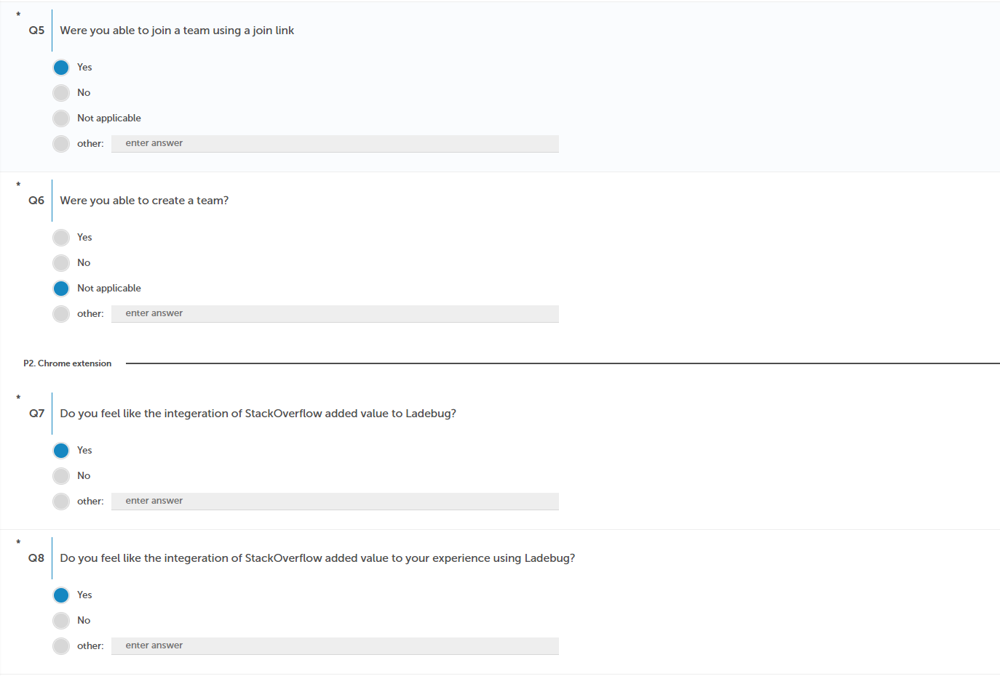 *
Q5 Were you able to join a team using a join link
Yes
No
Not applicable
other: enter answer
*
Q6 Were you able to create a team?
Yes
No
Not applicable
other: enter answer
P2. Chrome extension
*
Q7 Do you feel like the integeration of StackOverflow added value to Ladebug?
Yes
No
other: enter answer
*
Q8 Do you feel like the integeration of StackOverflow added value to your experience using Ladebug?
Yes
No
other: enter answer